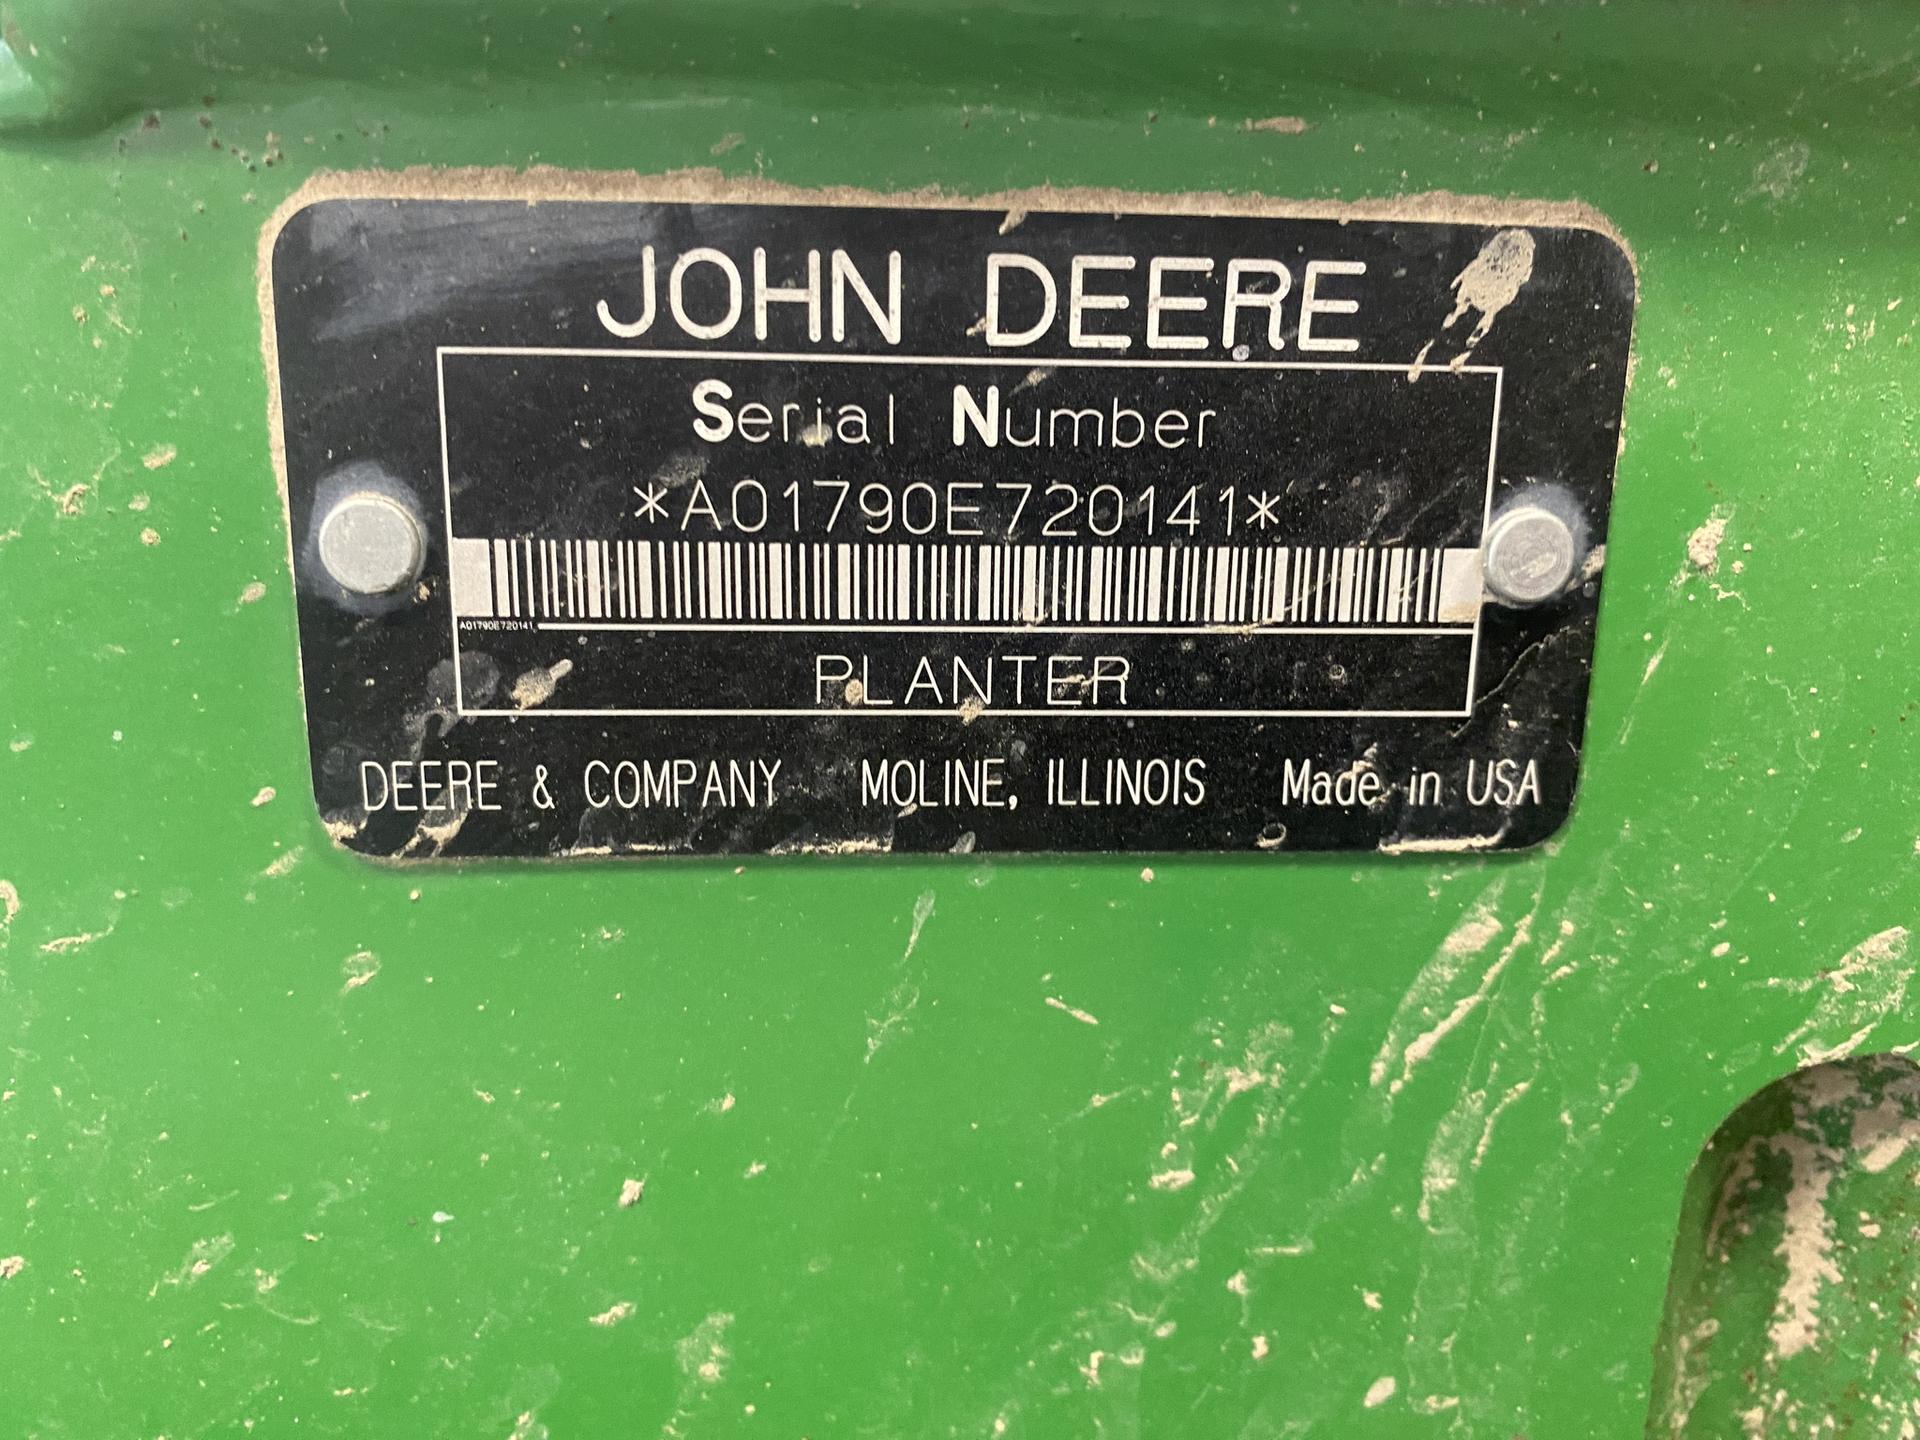 JOHN DEERE
Serial Number
*A01790E720141*
A01790E720141
PLANTER
DEERE & COMPANY MOLINE, ILLINOIS Made in USA